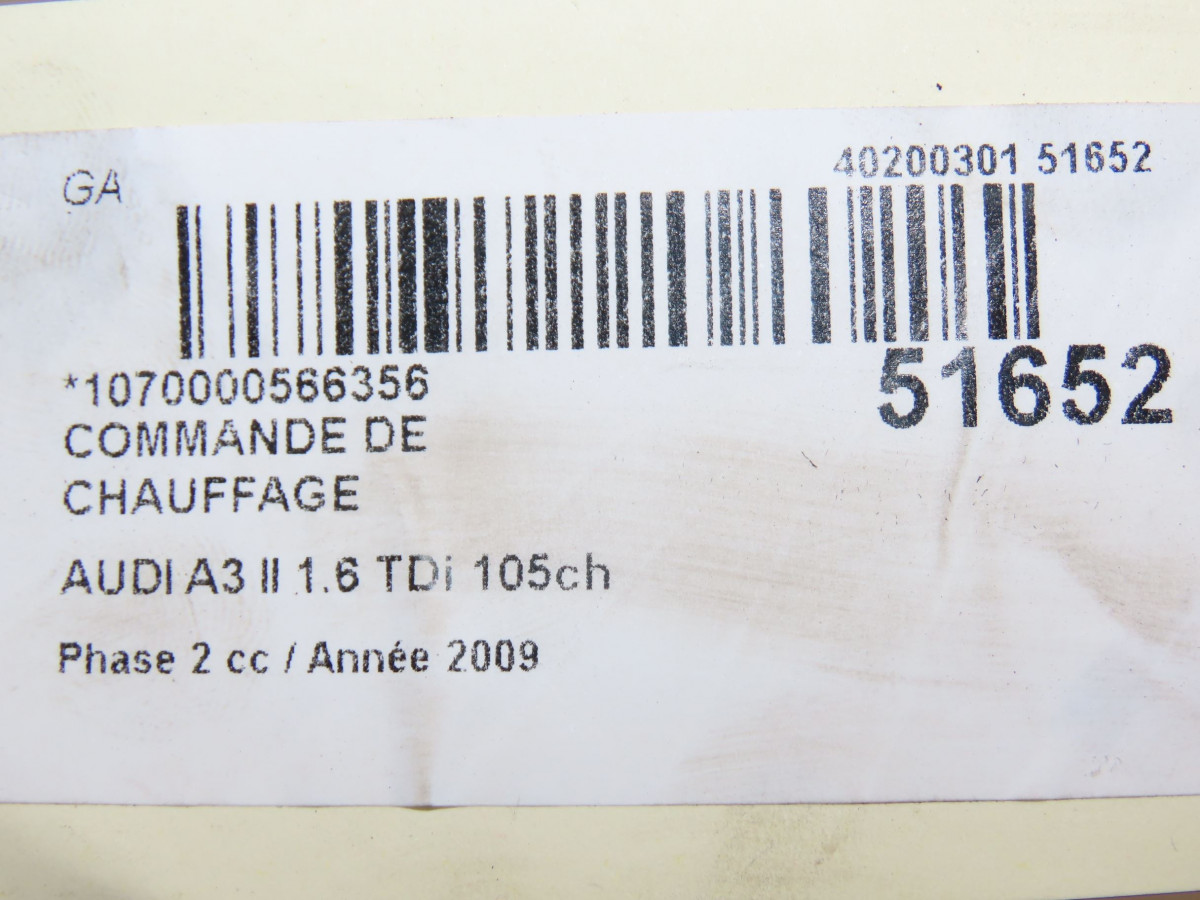 40200301 51652
GA
51652
*1070000566356
COMMANDE DE
CHAUFFAGE
AUDI A3 II 1.6 TDi 105ch
Phase 2 cc / Année 2009